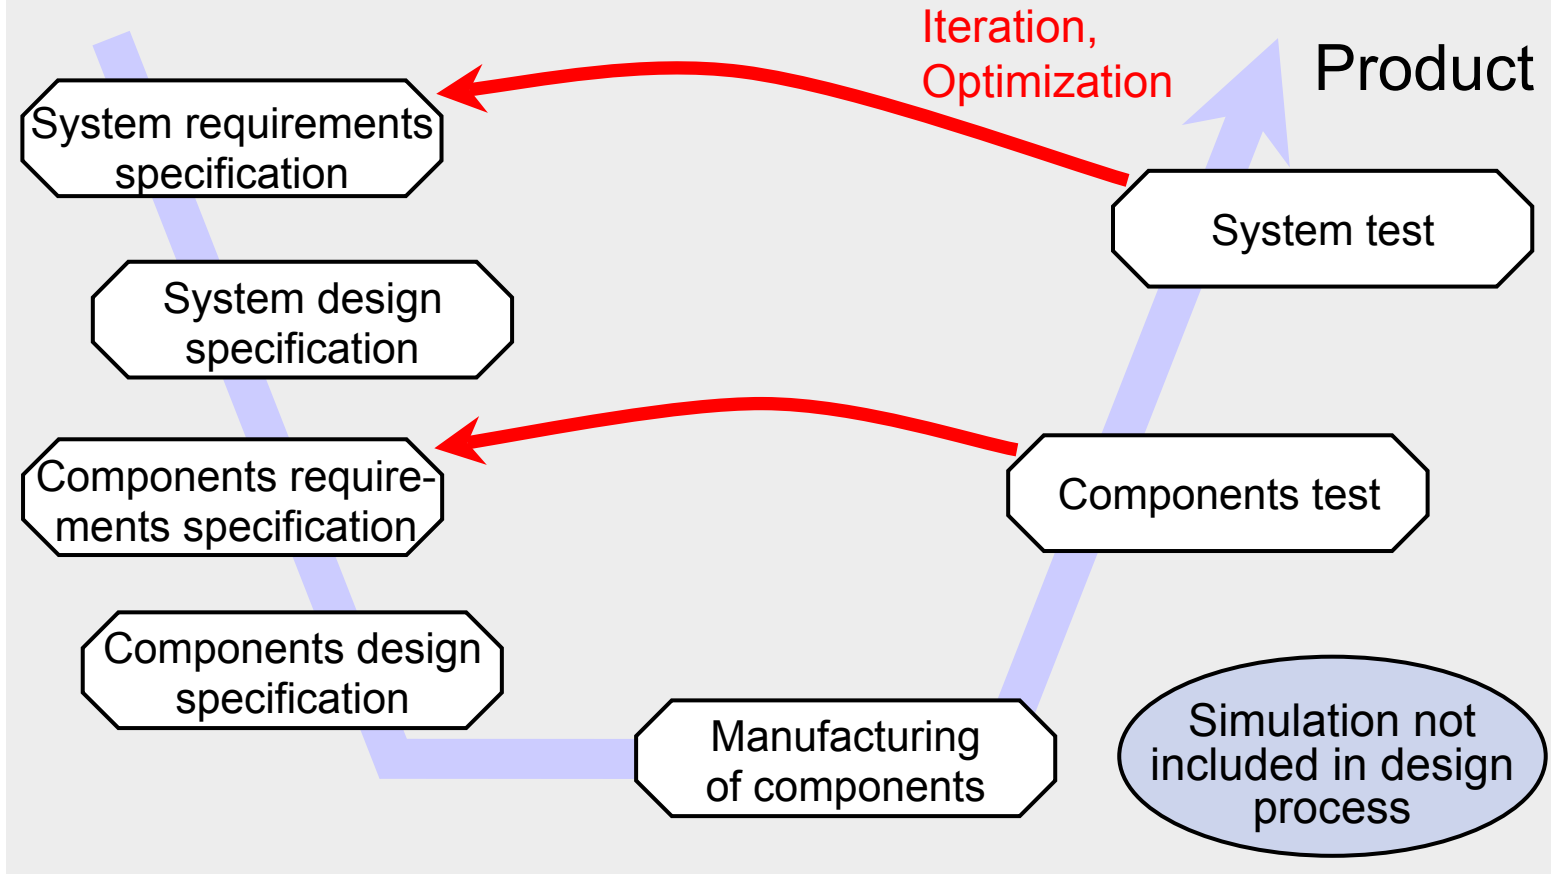 Iteration,
Optimization
Product
System requirements
specification
System test
System design
specification
Components require-
ments specification
Components test
Components design
specification
Manufacturing
of components
Simulation not
included in design
process